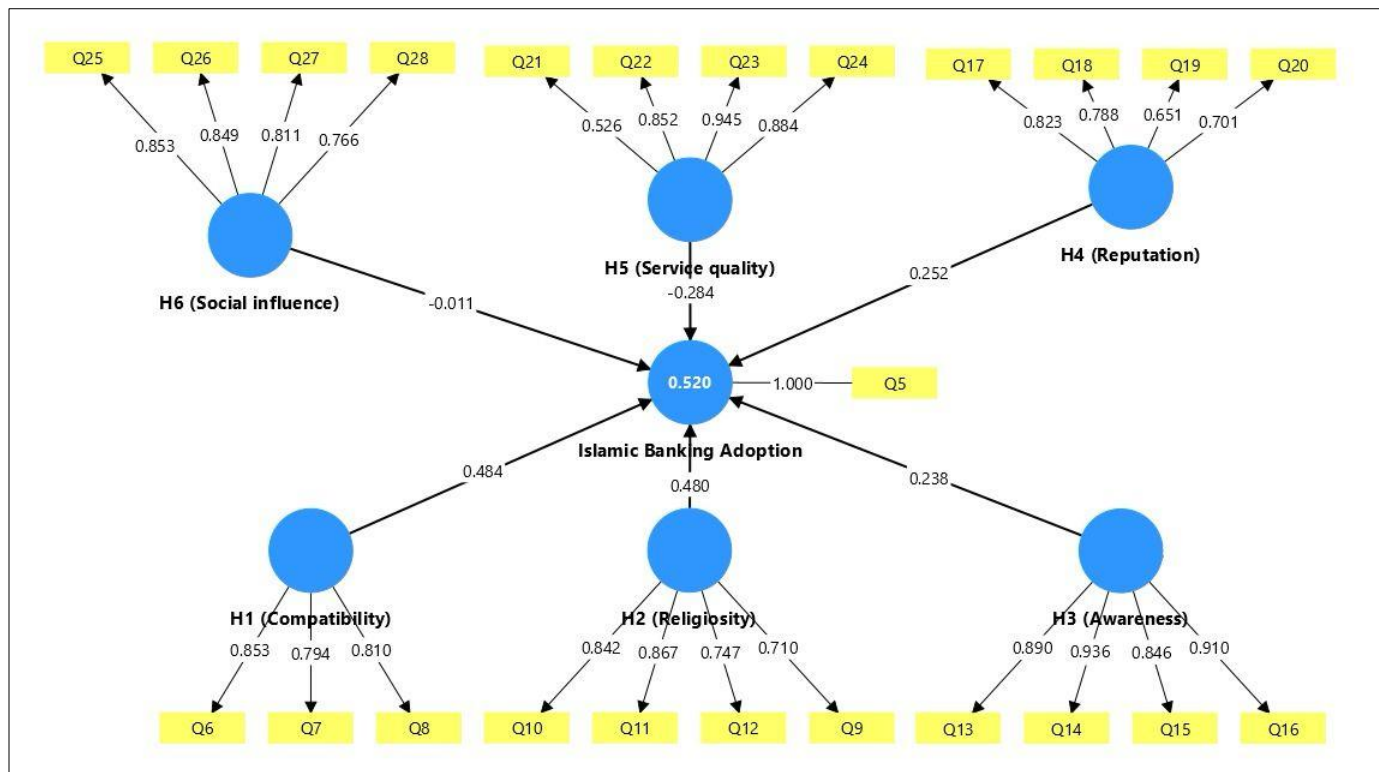 Q25
Q26
Q27
Q28
Q21
Q22
Q23
Q24
Q17
Q18
Q19
Q20
0.853
0.849
0.811
0.766
0.526
0.852
0.945
0.884
0.823
0.788
0.651
0.701
H6 (Social influence)
H5 (Service quality)
H4 (Reputation)
-0.011
-0.284
0.252
0.520
1.000
Q5
Islamic Banking Adoption
0.484
0.480
0.238
H1 (Compatibility)
H2 (Religiosity)
H3 (Awareness)
0.853
0.794
0.810
0.842
0.867
0.747
0.710
0.890
0.936
0.846
0.910
Q6
Q7
Q8
Q10
Q11
Q12
Q9
Q13
Q14
Q15
Q16